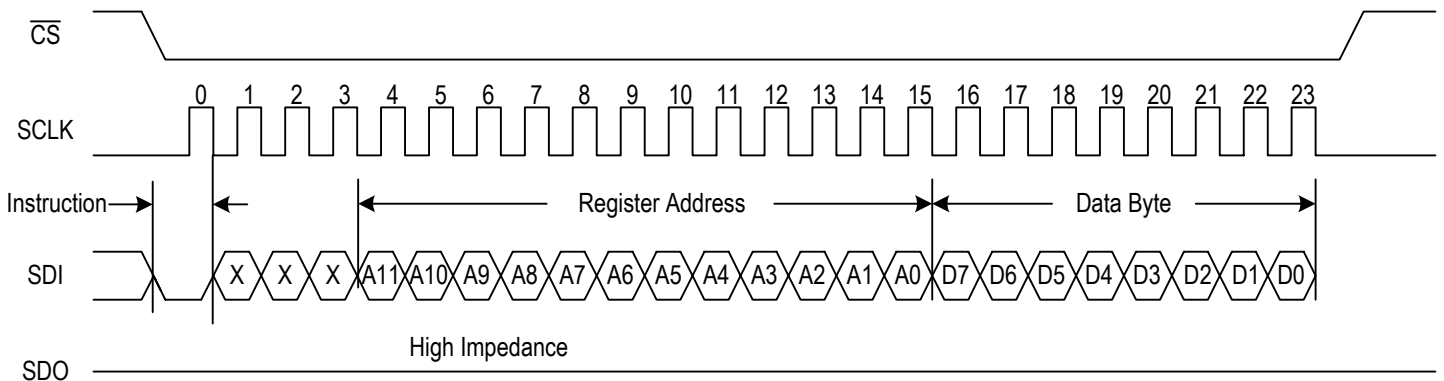 CS
0 1 2 3 4 5 6 7 8 9 10 11 12 13 14 15 16 17 18 19 20 21 22 23
SCLK
Instruction Register Address Data Byte
SDI X X X A11 A10 A9 A8 A7 A6 A5 A4 A3 A2 A1 A0 D7 D6 D5 D4 D3 D2 D1 D0
High Impedance
SDO